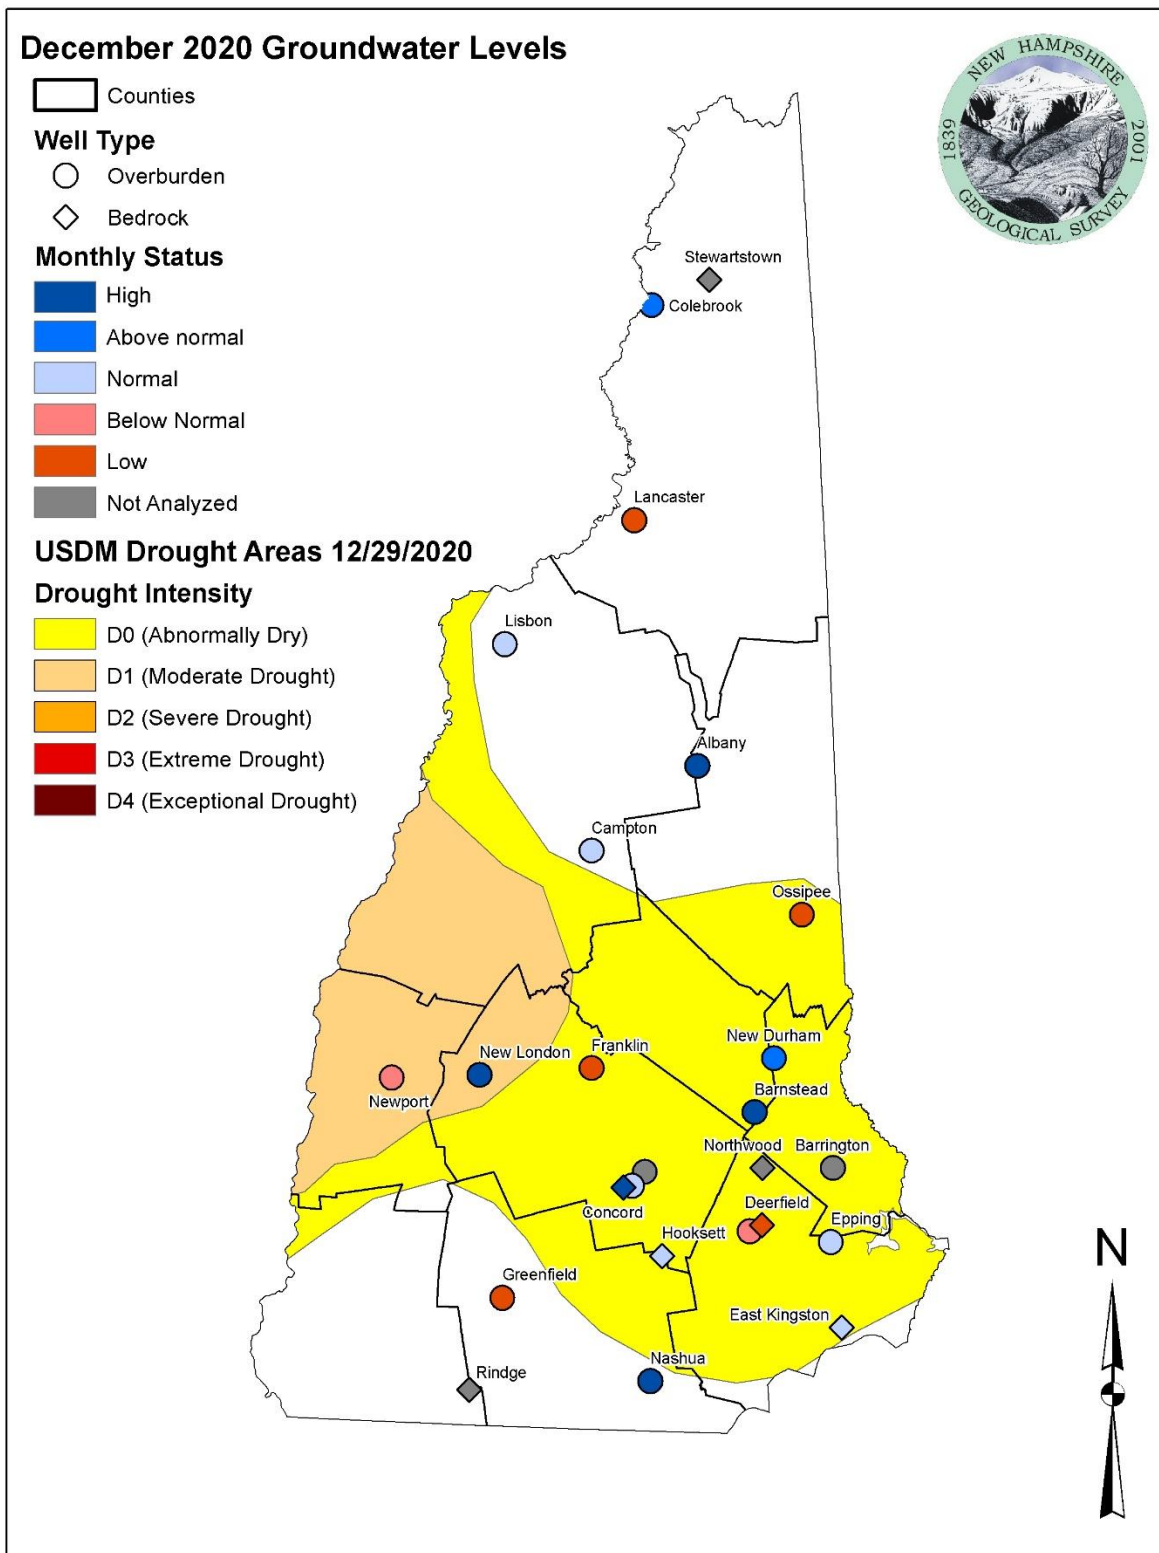 December 2020 Groundwater Levels
Counties
Well Type
Overburden
Bedrock
Monthly Status
High
Above normal
Normal
Below Normal
Low
Not Analyzed
USDM Drought Areas 12/29/2020
Drought Intensity
D0 (Abnormally Dry)
D1 (Moderate Drought)
D2 (Severe Drought)
D3 (Extreme Drought)
D4 (Exceptional Drought)
NEW HAMPSHIRE
1839
2001
GEOLOGICAL SURVEY
Stewartstown
Colebrook
Lancaster
Lisbon
Albany
Campton
Ossipee
New Durham
New London
Franklin
Newport
Barnstead
Northwood
Barrington
Concord
Deerfield
Epping
Hooksett
Greenfield
East Kingston
Nashua
Rindge
N